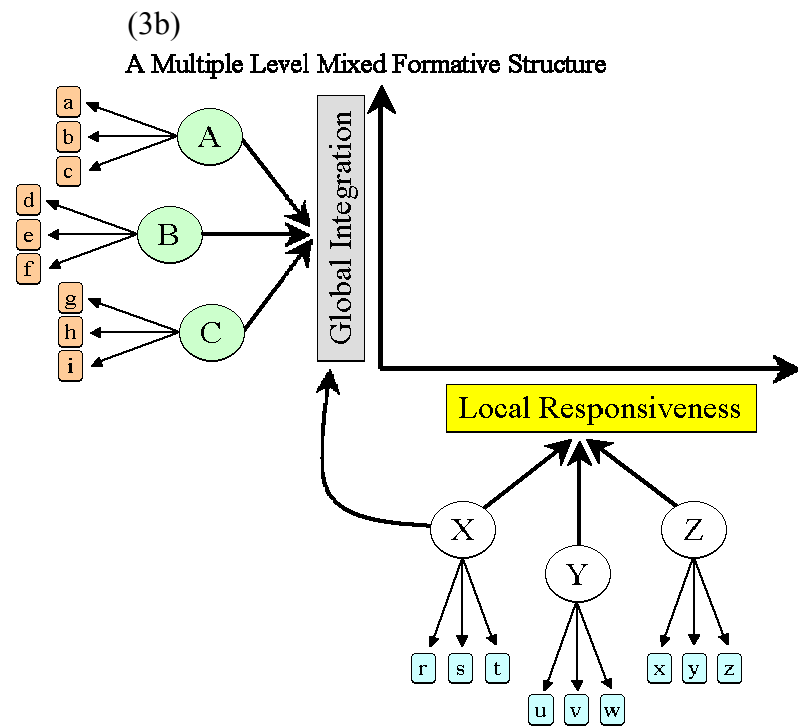 (3b)
A Multiple Level Mixed Formative Structure
a
b
c
A
d
e
f
B
g
h
i
C
Global Integration
Local Responsiveness
X
Y
Z
r s t
u v w
x y z